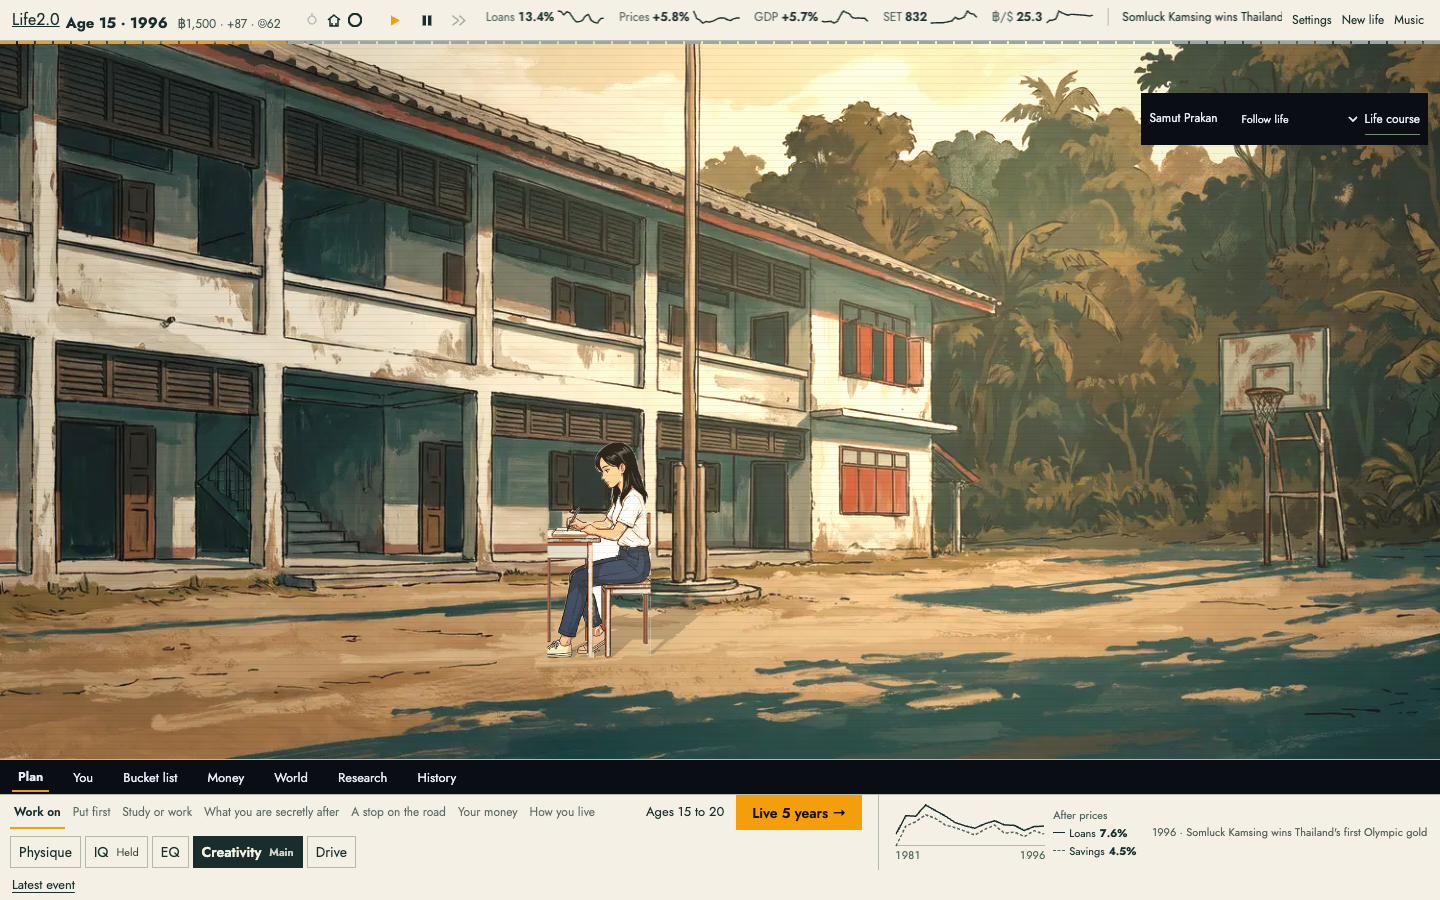 Life2.0 Age 15 · 1996 ฿1,500 · +87 · ◎62 Loans 13.4% Prices +5.8% GDP +5.7% SET 832 ฿/$ 25.3 Somluck Kamsing wins Thailand Settings New life Music
Samut Prakan Follow life Life course
Plan You Bucket list Money World Research History
Work on Put first Study or work What you are secretly after A stop on the road Your money How you live Ages 15 to 20 Live 5 years →
Physique IQ Held EQ Creativity Main Drive
Latest event
After prices
Loans 7.6%
Savings 4.5%
1981 1996
1996 · Somluck Kamsing wins Thailand's first Olympic gold